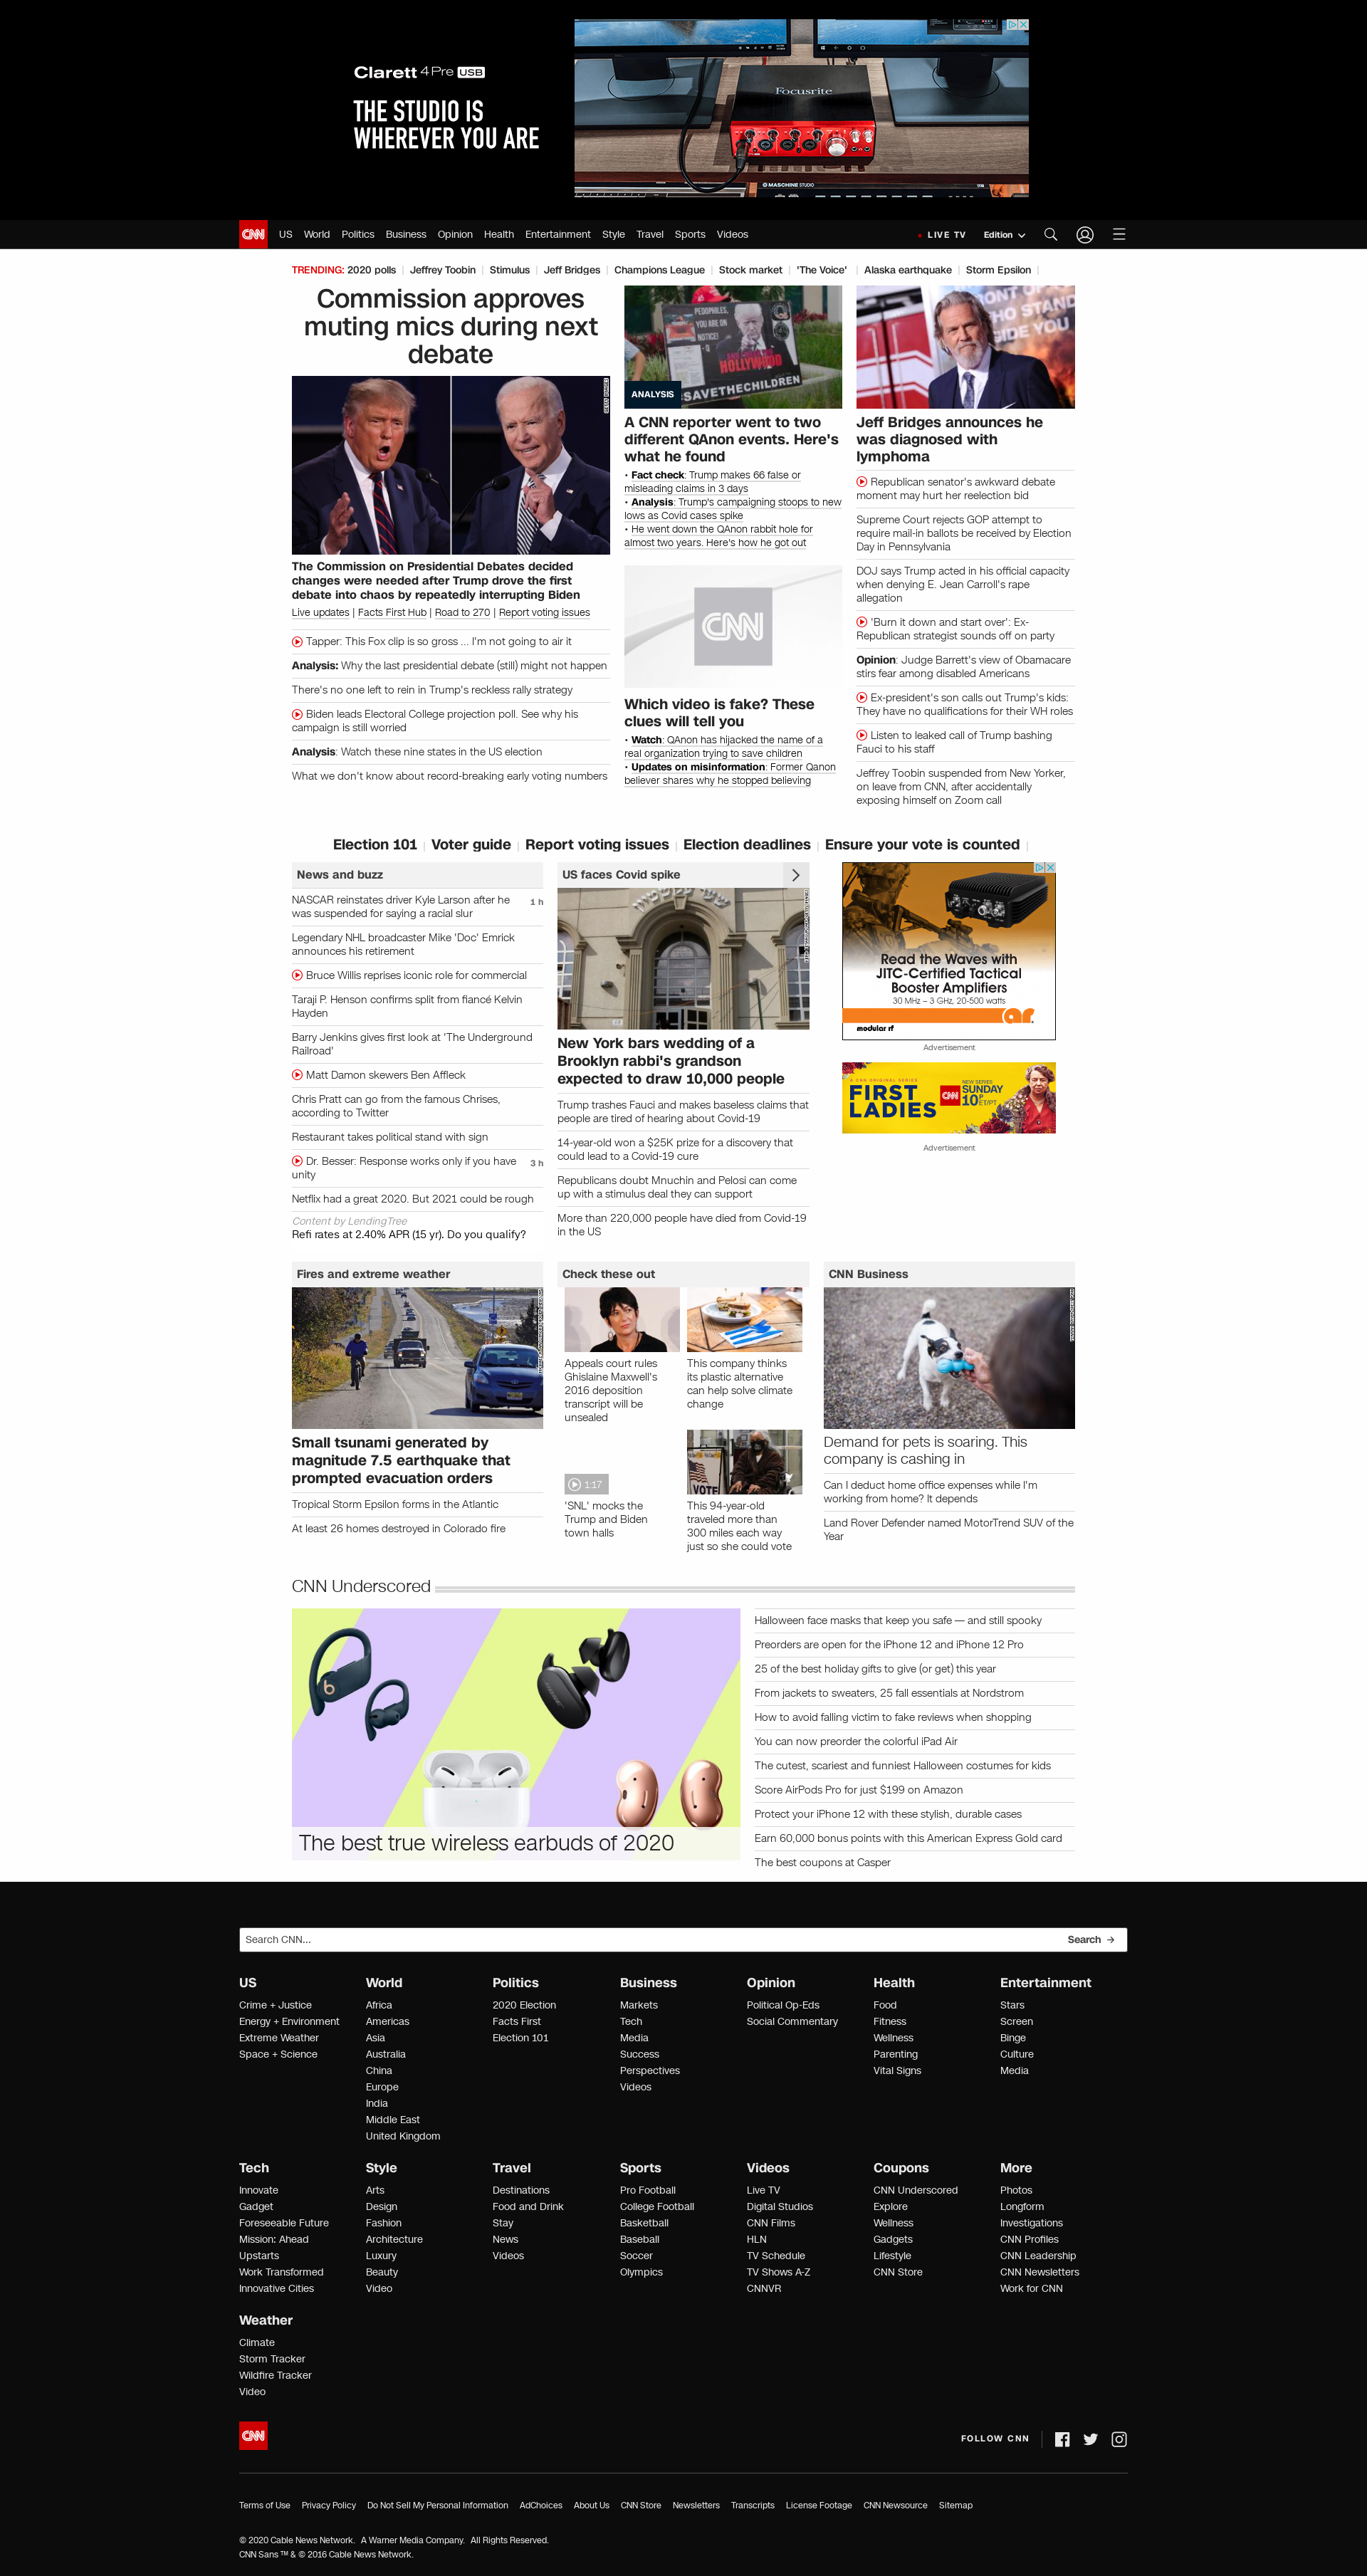 Clarett 4Pre USB
THE STUDIO IS
WHEREVER YOU ARE
Focusrite
MASCHINE STUDIO
CNN
US World Politics Business Opinion Health Entertainment Style Travel Sports Videos
LIVE TV Edition
TRENDING: 2020 polls | Jeffrey Toobin | Stimulus | Jeff Bridges | Champions League | Stock market | 'The Voice' | Alaska earthquake | Storm Epsilon |
Commission approves
muting mics during next
debate
GETTY IMAGES
The Commission on Presidential Debates decided
changes were needed after Trump drove the first
debate into chaos by repeatedly interrupting Biden
Live updates | Facts First Hub | Road to 270 | Report voting issues
Tapper: This Fox clip is so gross ... I'm not going to air it
Analysis: Why the last presidential debate (still) might not happen
There's no one left to rein in Trump's reckless rally strategy
Biden leads Electoral College projection poll. See why his
campaign is still worried
Analysis: Watch these nine states in the US election
What we don't know about record-breaking early voting numbers
PEDOPHILES,
YOU ARE ON
NOTICE!
HOLLYWOOD
SAVETHECHILDREN
ANALYSIS
A CNN reporter went to two
different QAnon events. Here's
what he found
• Fact check: Trump makes 66 false or
misleading claims in 3 days
• Analysis: Trump's campaigning stoops to new
lows as Covid cases spike
• He went down the QAnon rabbit hole for
almost two years. Here's how he got out
CNN
Which video is fake? These
clues will tell you
• Watch: QAnon has hijacked the name of a
real organization trying to save children
• Updates on misinformation: Former Qanon
believer shares why he stopped believing
Jeff Bridges announces he
was diagnosed with
lymphoma
Republican senator's awkward debate
moment may hurt her reelection bid
Supreme Court rejects GOP attempt to
require mail-in ballots be received by Election
Day in Pennsylvania
DOJ says Trump acted in his official capacity
when denying E. Jean Carroll's rape
allegation
'Burn it down and start over': Ex-
Republican strategist sounds off on party
Opinion: Judge Barrett's view of Obamacare
stirs fear among disabled Americans
Ex-president's son calls out Trump's kids:
They have no qualifications for their WH roles
Listen to leaked call of Trump bashing
Fauci to his staff
Jeffrey Toobin suspended from New Yorker,
on leave from CNN, after accidentally
exposing himself on Zoom call
Election 101 | Voter guide | Report voting issues | Election deadlines | Ensure your vote is counted |
News and buzz
NASCAR reinstates driver Kyle Larson after he
was suspended for saying a racial slur
1 h
Legendary NHL broadcaster Mike 'Doc' Emrick
announces his retirement
Bruce Willis reprises iconic role for commercial
Taraji P. Henson confirms split from fiancé Kelvin
Hayden
Barry Jenkins gives first look at 'The Underground
Railroad'
Matt Damon skewers Ben Affleck
Chris Pratt can go from the famous Chrises,
according to Twitter
Restaurant takes political stand with sign
Dr. Besser: Response works only if you have
unity
3 h
Netflix had a great 2020. But 2021 could be rough
Content by LendingTree
Refi rates at 2.40% APR (15 yr). Do you qualify?
US faces Covid spike
New York bars wedding of a
Brooklyn rabbi's grandson
expected to draw 10,000 people
Trump trashes Fauci and makes baseless claims that
people are tired of hearing about Covid-19
14-year-old won a $25K prize for a discovery that
could lead to a Covid-19 cure
Republicans doubt Mnuchin and Pelosi can come
up with a stimulus deal they can support
More than 220,000 people have died from Covid-19
in the US
Read the Waves with
JITC-Certified Tactical
Booster Amplifiers
30 MHz – 3 GHz, 20-500 watts
ar
modular rf
Advertisement
A CNN ORIGINAL SERIES
FIRST
LADIES
CNN
NEW SERIES
SUNDAY
10P ET/PT
Advertisement
Fires and extreme weather
Small tsunami generated by
magnitude 7.5 earthquake that
prompted evacuation orders
Tropical Storm Epsilon forms in the Atlantic
At least 26 homes destroyed in Colorado fire
Check these out
Appeals court rules
Ghislaine Maxwell's
2016 deposition
transcript will be
unsealed
This company thinks
its plastic alternative
can help solve climate
change
1:17
'SNL' mocks the
Trump and Biden
town halls
VOTE
This 94-year-old
traveled more than
300 miles each way
just so she could vote
CNN Business
Demand for pets is soaring. This
company is cashing in
Can I deduct home office expenses while I'm
working from home? It depends
Land Rover Defender named MotorTrend SUV of the
Year
CNN Underscored
The best true wireless earbuds of 2020
Halloween face masks that keep you safe — and still spooky
Preorders are open for the iPhone 12 and iPhone 12 Pro
25 of the best holiday gifts to give (or get) this year
From jackets to sweaters, 25 fall essentials at Nordstrom
How to avoid falling victim to fake reviews when shopping
You can now preorder the colorful iPad Air
The cutest, scariest and funniest Halloween costumes for kids
Score AirPods Pro for just $199 on Amazon
Protect your iPhone 12 with these stylish, durable cases
Earn 60,000 bonus points with this American Express Gold card
The best coupons at Casper
Search CNN...
Search →
US
Crime + Justice
Energy + Environment
Extreme Weather
Space + Science
World
Africa
Americas
Asia
Australia
China
Europe
India
Middle East
United Kingdom
Politics
2020 Election
Facts First
Election 101
Business
Markets
Tech
Media
Success
Perspectives
Videos
Opinion
Political Op-Eds
Social Commentary
Health
Food
Fitness
Wellness
Parenting
Vital Signs
Entertainment
Stars
Screen
Binge
Culture
Media
Tech
Innovate
Gadget
Foreseeable Future
Mission: Ahead
Upstarts
Work Transformed
Innovative Cities
Style
Arts
Design
Fashion
Architecture
Luxury
Beauty
Video
Travel
Destinations
Food and Drink
Stay
News
Videos
Sports
Pro Football
College Football
Basketball
Baseball
Soccer
Olympics
Videos
Live TV
Digital Studios
CNN Films
HLN
TV Schedule
TV Shows A-Z
CNNVR
Coupons
CNN Underscored
Explore
Wellness
Gadgets
Lifestyle
CNN Store
More
Photos
Longform
Investigations
CNN Profiles
CNN Leadership
CNN Newsletters
Work for CNN
Weather
Climate
Storm Tracker
Wildfire Tracker
Video
CNN
FOLLOW CNN
Terms of Use Privacy Policy Do Not Sell My Personal Information AdChoices About Us CNN Store Newsletters Transcripts License Footage CNN Newsource Sitemap
© 2020 Cable News Network. A Warner Media Company. All Rights Reserved.
CNN Sans ™ & © 2016 Cable News Network.